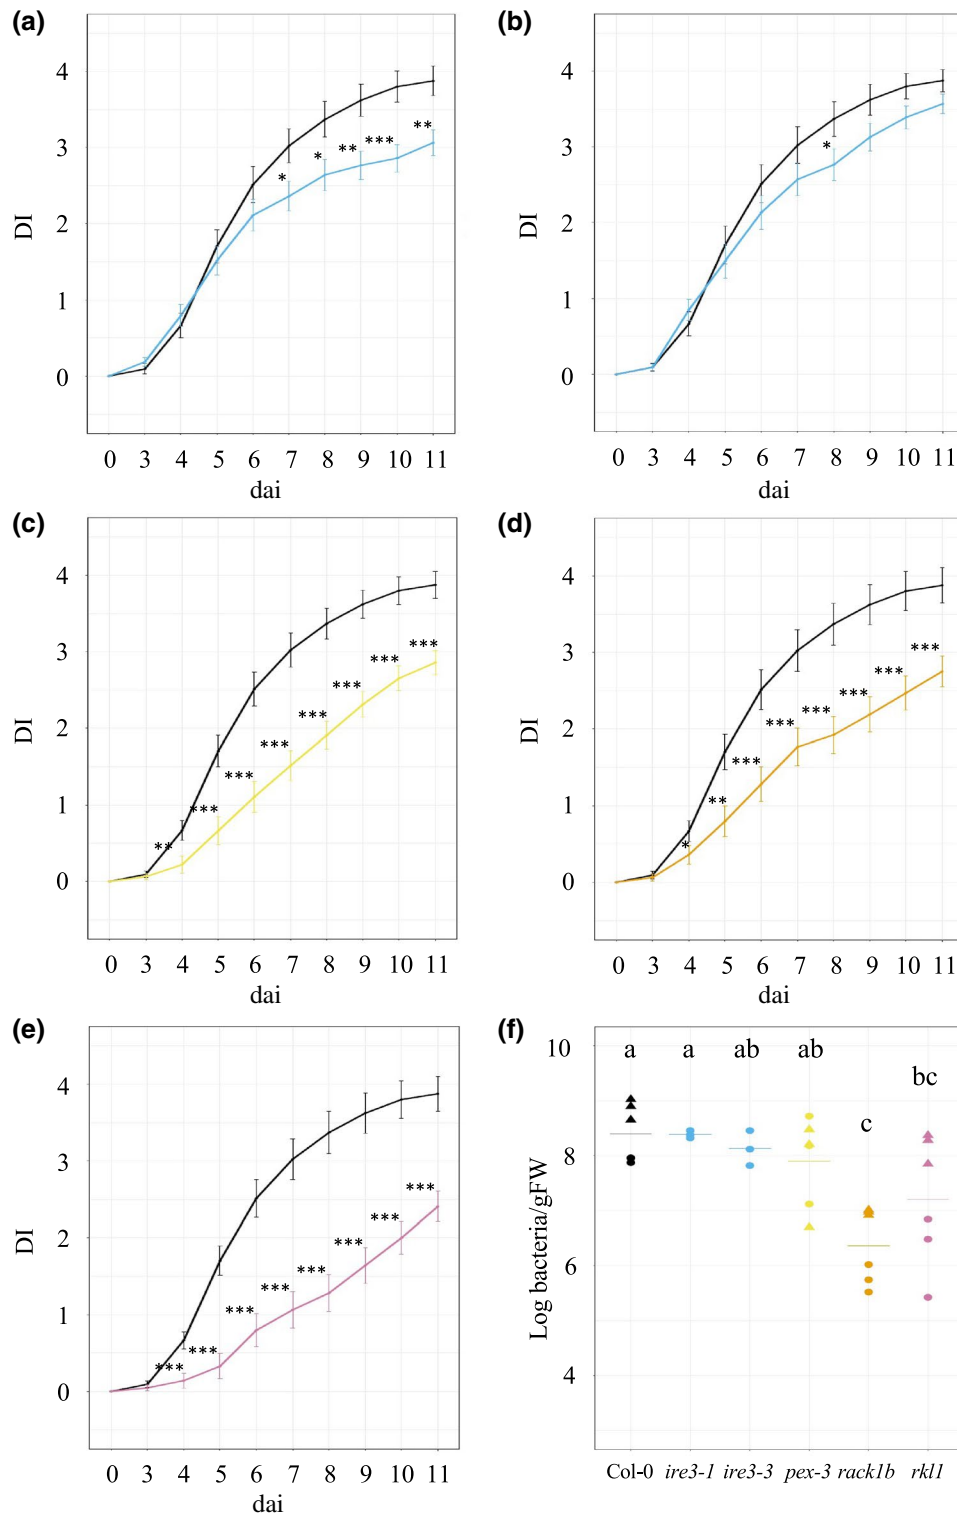 (a)
4
3
2
1
0
DI
* * ** *** **
0 3 4 5 6 7 8 9 10 11
dai
(b)
4
3
2
1
0
DI
*
0 3 4 5 6 7 8 9 10 11
dai
(c)
4
3
2
1
0
DI
** *** *** *** *** *** *** ***
0 3 4 5 6 7 8 9 10 11
dai
(d)
4
3
2
1
0
DI
* ** *** *** *** *** *** ***
0 3 4 5 6 7 8 9 10 11
dai
(e)
4
3
2
1
0
DI
*** *** *** *** *** *** *** ***
0 3 4 5 6 7 8 9 10 11
dai
(f)
10
8
6
4
Log bacteria/gFW
a a ab ab c bc
Col-0 ire3-1 ire3-3 pex-3 rack1b rkl1